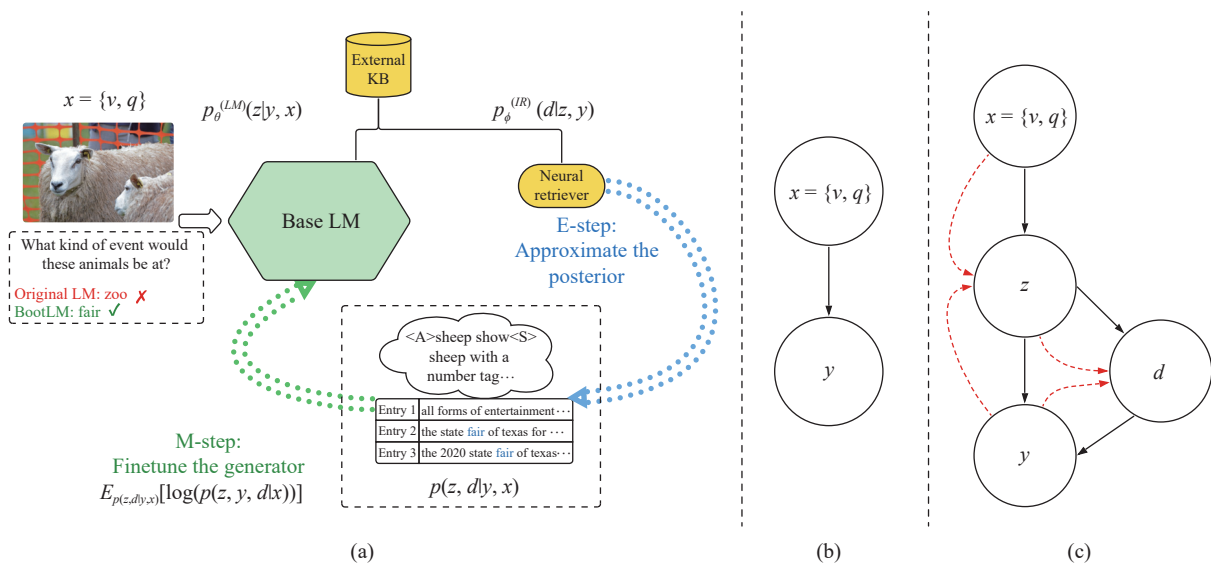 External
KB
x = {v, q}
p_θ^(LM)(z|y, x)
p_ϕ^(IR) (d|z, y)
Base LM
Neural
retriever
What kind of event would
these animals be at?
Original LM: zoo ✗
BootLM: fair ✓
E-step:
Approximate the
posterior
<A>sheep show<S>
sheep with a
number tag···
Entry 1 all forms of entertainment···
Entry 2 the state fair of texas for ···
Entry 3 the 2020 state fair of texas···
p(z, d|y, x)
M-step:
Finetune the generator
E_p(z,d|y,x)[log(p(z, y, d|x))]
(a)
x = {v, q}
y
(b)
x = {v, q}
z
d
y
(c)